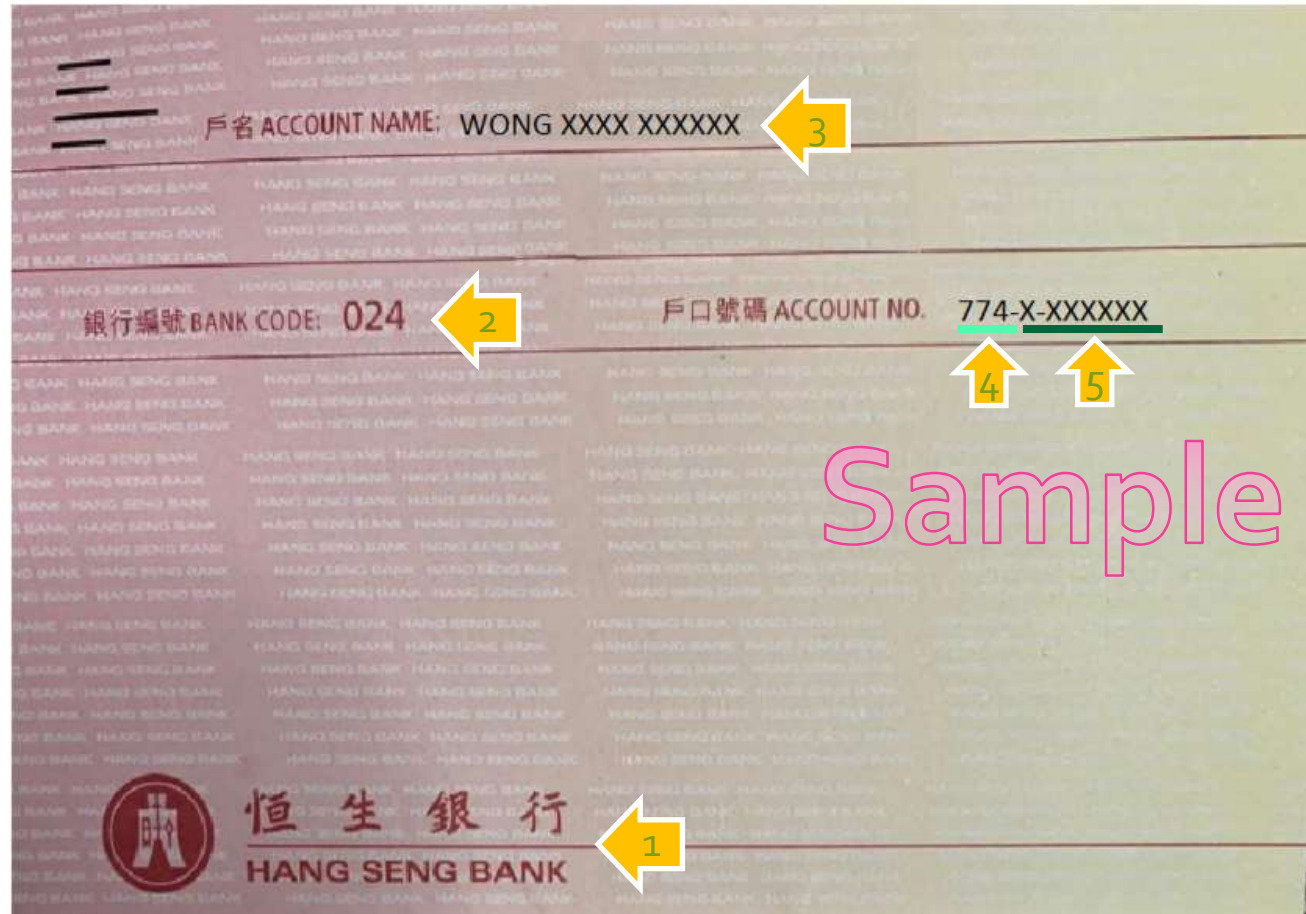 戶名 ACCOUNT NAME: WONG XXXX XXXXXX
3
銀行編號 BANK CODE: 024
2
戶口號碼 ACCOUNT NO. 774-X-XXXXXX
4
5
Sample
恒生銀行
1
HANG SENG BANK